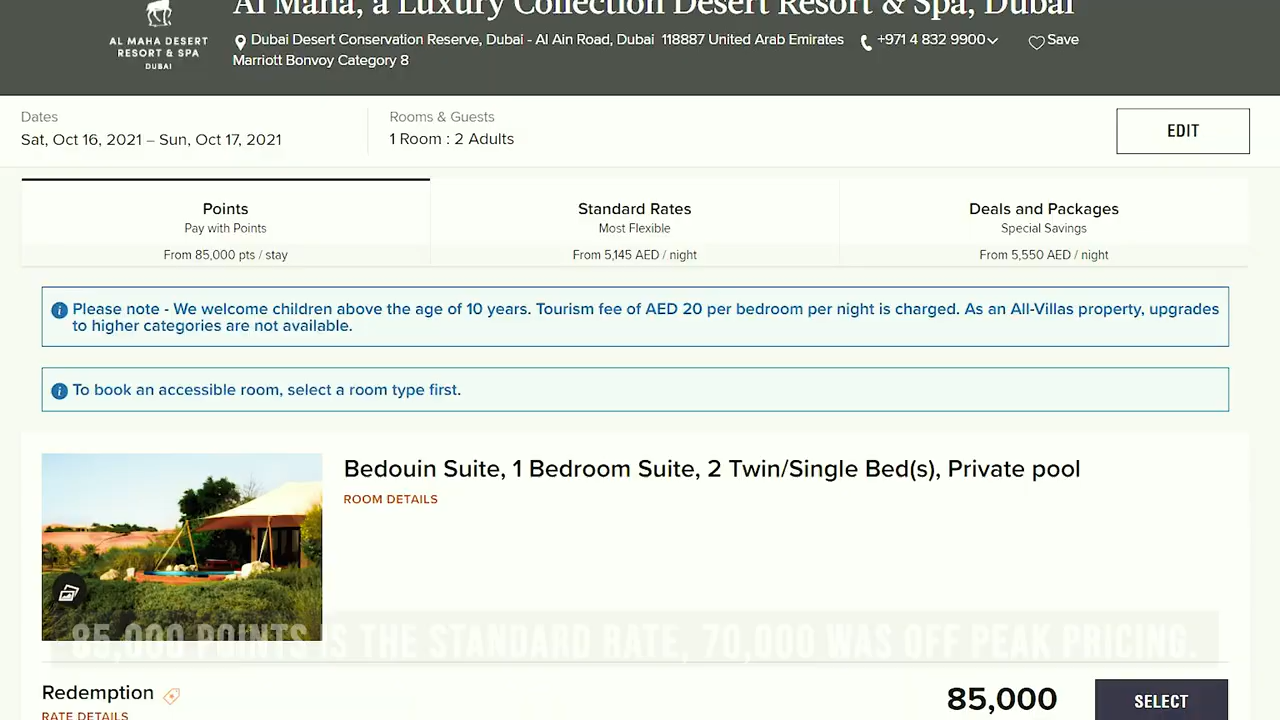 Al Maha, a Luxury Collection Desert Resort & Spa, Dubai
AL MAHA DESERT
RESORT & SPA
DUBAI
Dubai Desert Conservation Reserve, Dubai - Al Ain Road, Dubai 118887 United Arab Emirates
+971 4 832 9900
Save
Marriott Bonvoy Category 8
Dates
Sat, Oct 16, 2021 – Sun, Oct 17, 2021
Rooms & Guests
1 Room : 2 Adults
EDIT
Points
Pay with Points
From 85,000 pts / stay
Standard Rates
Most Flexible
From 5,145 AED / night
Deals and Packages
Special Savings
From 5,550 AED / night
Please note - We welcome children above the age of 10 years. Tourism fee of AED 20 per bedroom per night is charged. As an All-Villas property, upgrades
to higher categories are not available.
To book an accessible room, select a room type first.
Bedouin Suite, 1 Bedroom Suite, 2 Twin/Single Bed(s), Private pool
ROOM DETAILS
85,000 POINTS IS THE STANDARD RATE, 70,000 WAS OFF PEAK PRICING.
Redemption
RATE DETAILS
85,000
SELECT